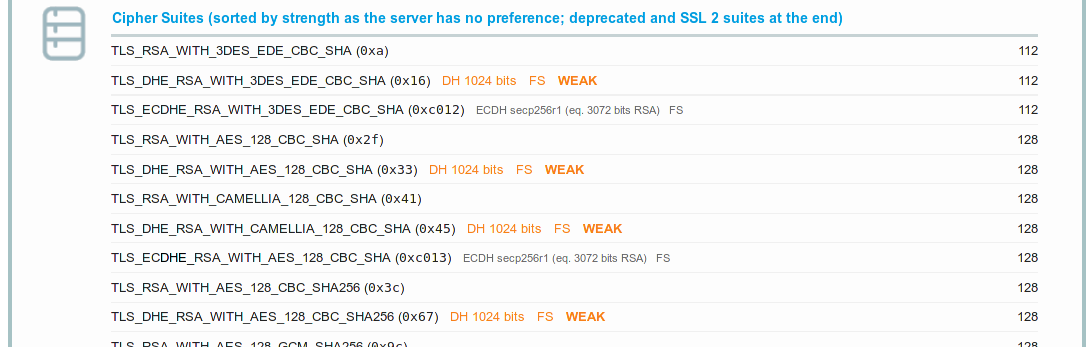 Cipher Suites (sorted by strength as the server has no preference; deprecated and SSL 2 suites at the end)
TLS_RSA_WITH_3DES_EDE_CBC_SHA (0xa) 112
TLS_DHE_RSA_WITH_3DES_EDE_CBC_SHA (0x16) DH 1024 bits FS WEAK 112
TLS_ECDHE_RSA_WITH_3DES_EDE_CBC_SHA (0xc012) ECDH secp256r1 (eq. 3072 bits RSA) FS 112
TLS_RSA_WITH_AES_128_CBC_SHA (0x2f) 128
TLS_DHE_RSA_WITH_AES_128_CBC_SHA (0x33) DH 1024 bits FS WEAK 128
TLS_RSA_WITH_CAMELLIA_128_CBC_SHA (0x41) 128
TLS_DHE_RSA_WITH_CAMELLIA_128_CBC_SHA (0x45) DH 1024 bits FS WEAK 128
TLS_ECDHE_RSA_WITH_AES_128_CBC_SHA (0xc013) ECDH secp256r1 (eq. 3072 bits RSA) FS 128
TLS_RSA_WITH_AES_128_CBC_SHA256 (0x3c) 128
TLS_DHE_RSA_WITH_AES_128_CBC_SHA256 (0x67) DH 1024 bits FS WEAK 128
TLS_RSA_WITH_AES_128_GCM_SHA256 (0x9c) 128